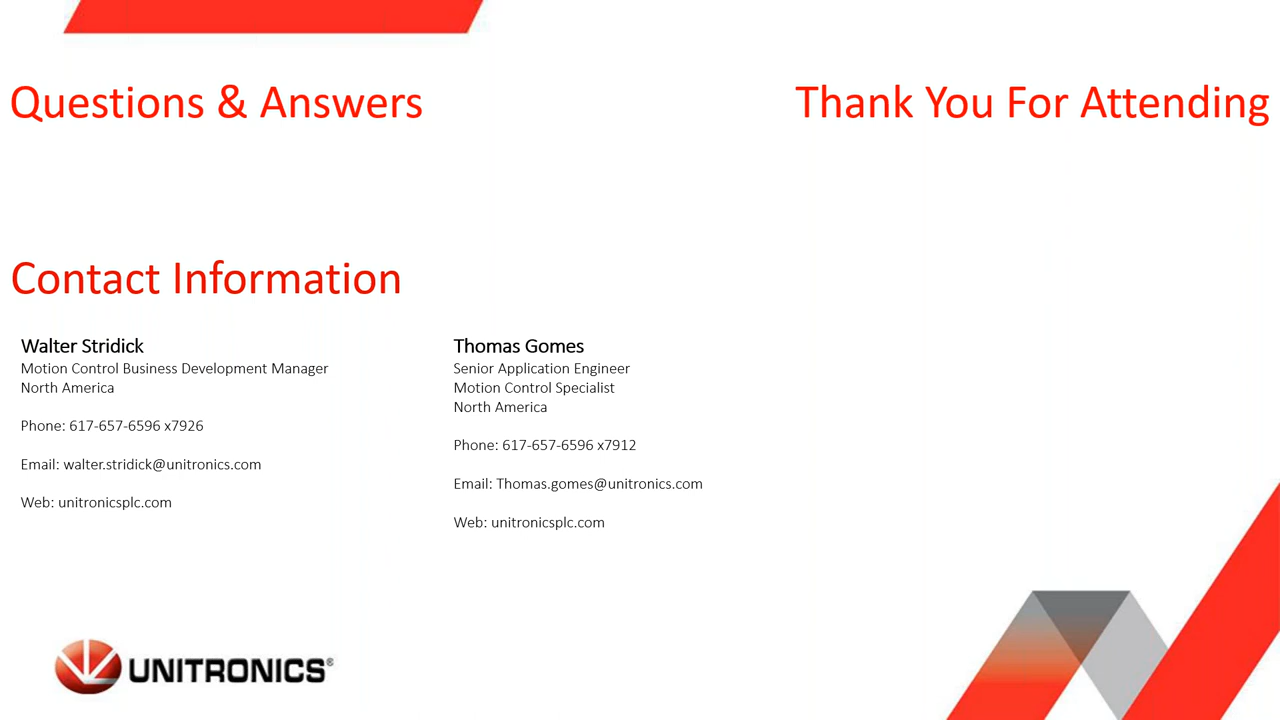 Questions & Answers
Thank You For Attending
Contact Information
Walter Stridick
Motion Control Business Development Manager
North America
Phone: 617-657-6596 x7926
Email: walter.stridick@unitronics.com
Web: unitronicsplc.com
Thomas Gomes
Senior Application Engineer
Motion Control Specialist
North America
Phone: 617-657-6596 x7912
Email: Thomas.gomes@unitronics.com
Web: unitronicsplc.com
UNITRONICS®